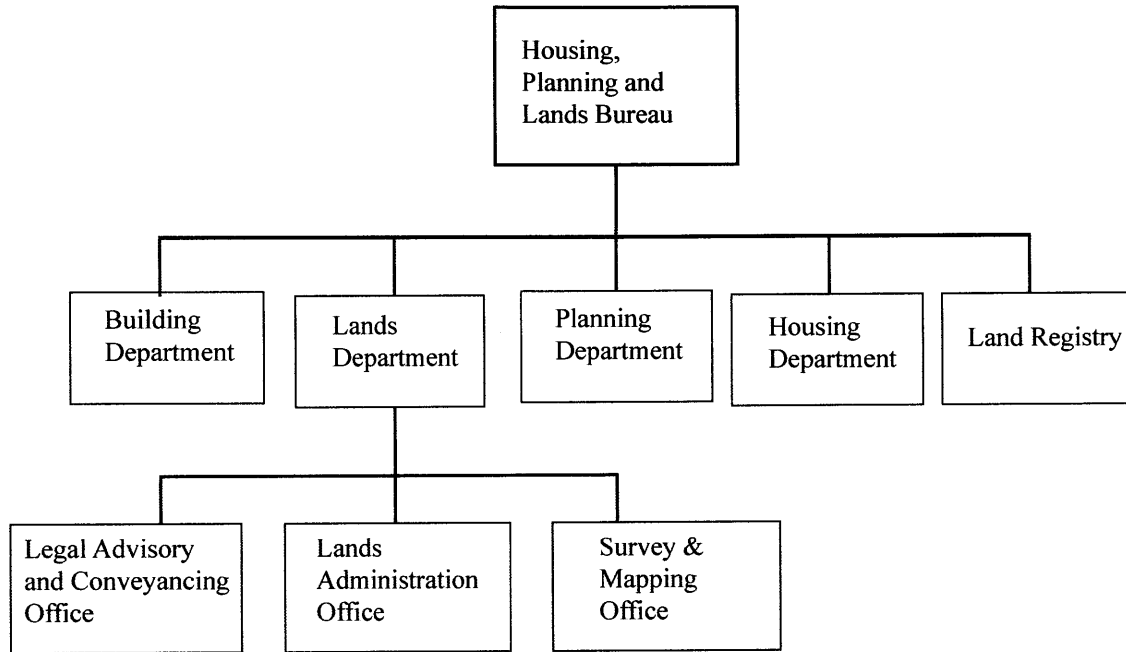 Housing,
Planning and
Lands Bureau
Building
Department
Lands
Department
Planning
Department
Housing
Department
Land Registry
Legal Advisory
and Conveyancing
Office
Lands
Administration
Office
Survey &
Mapping
Office